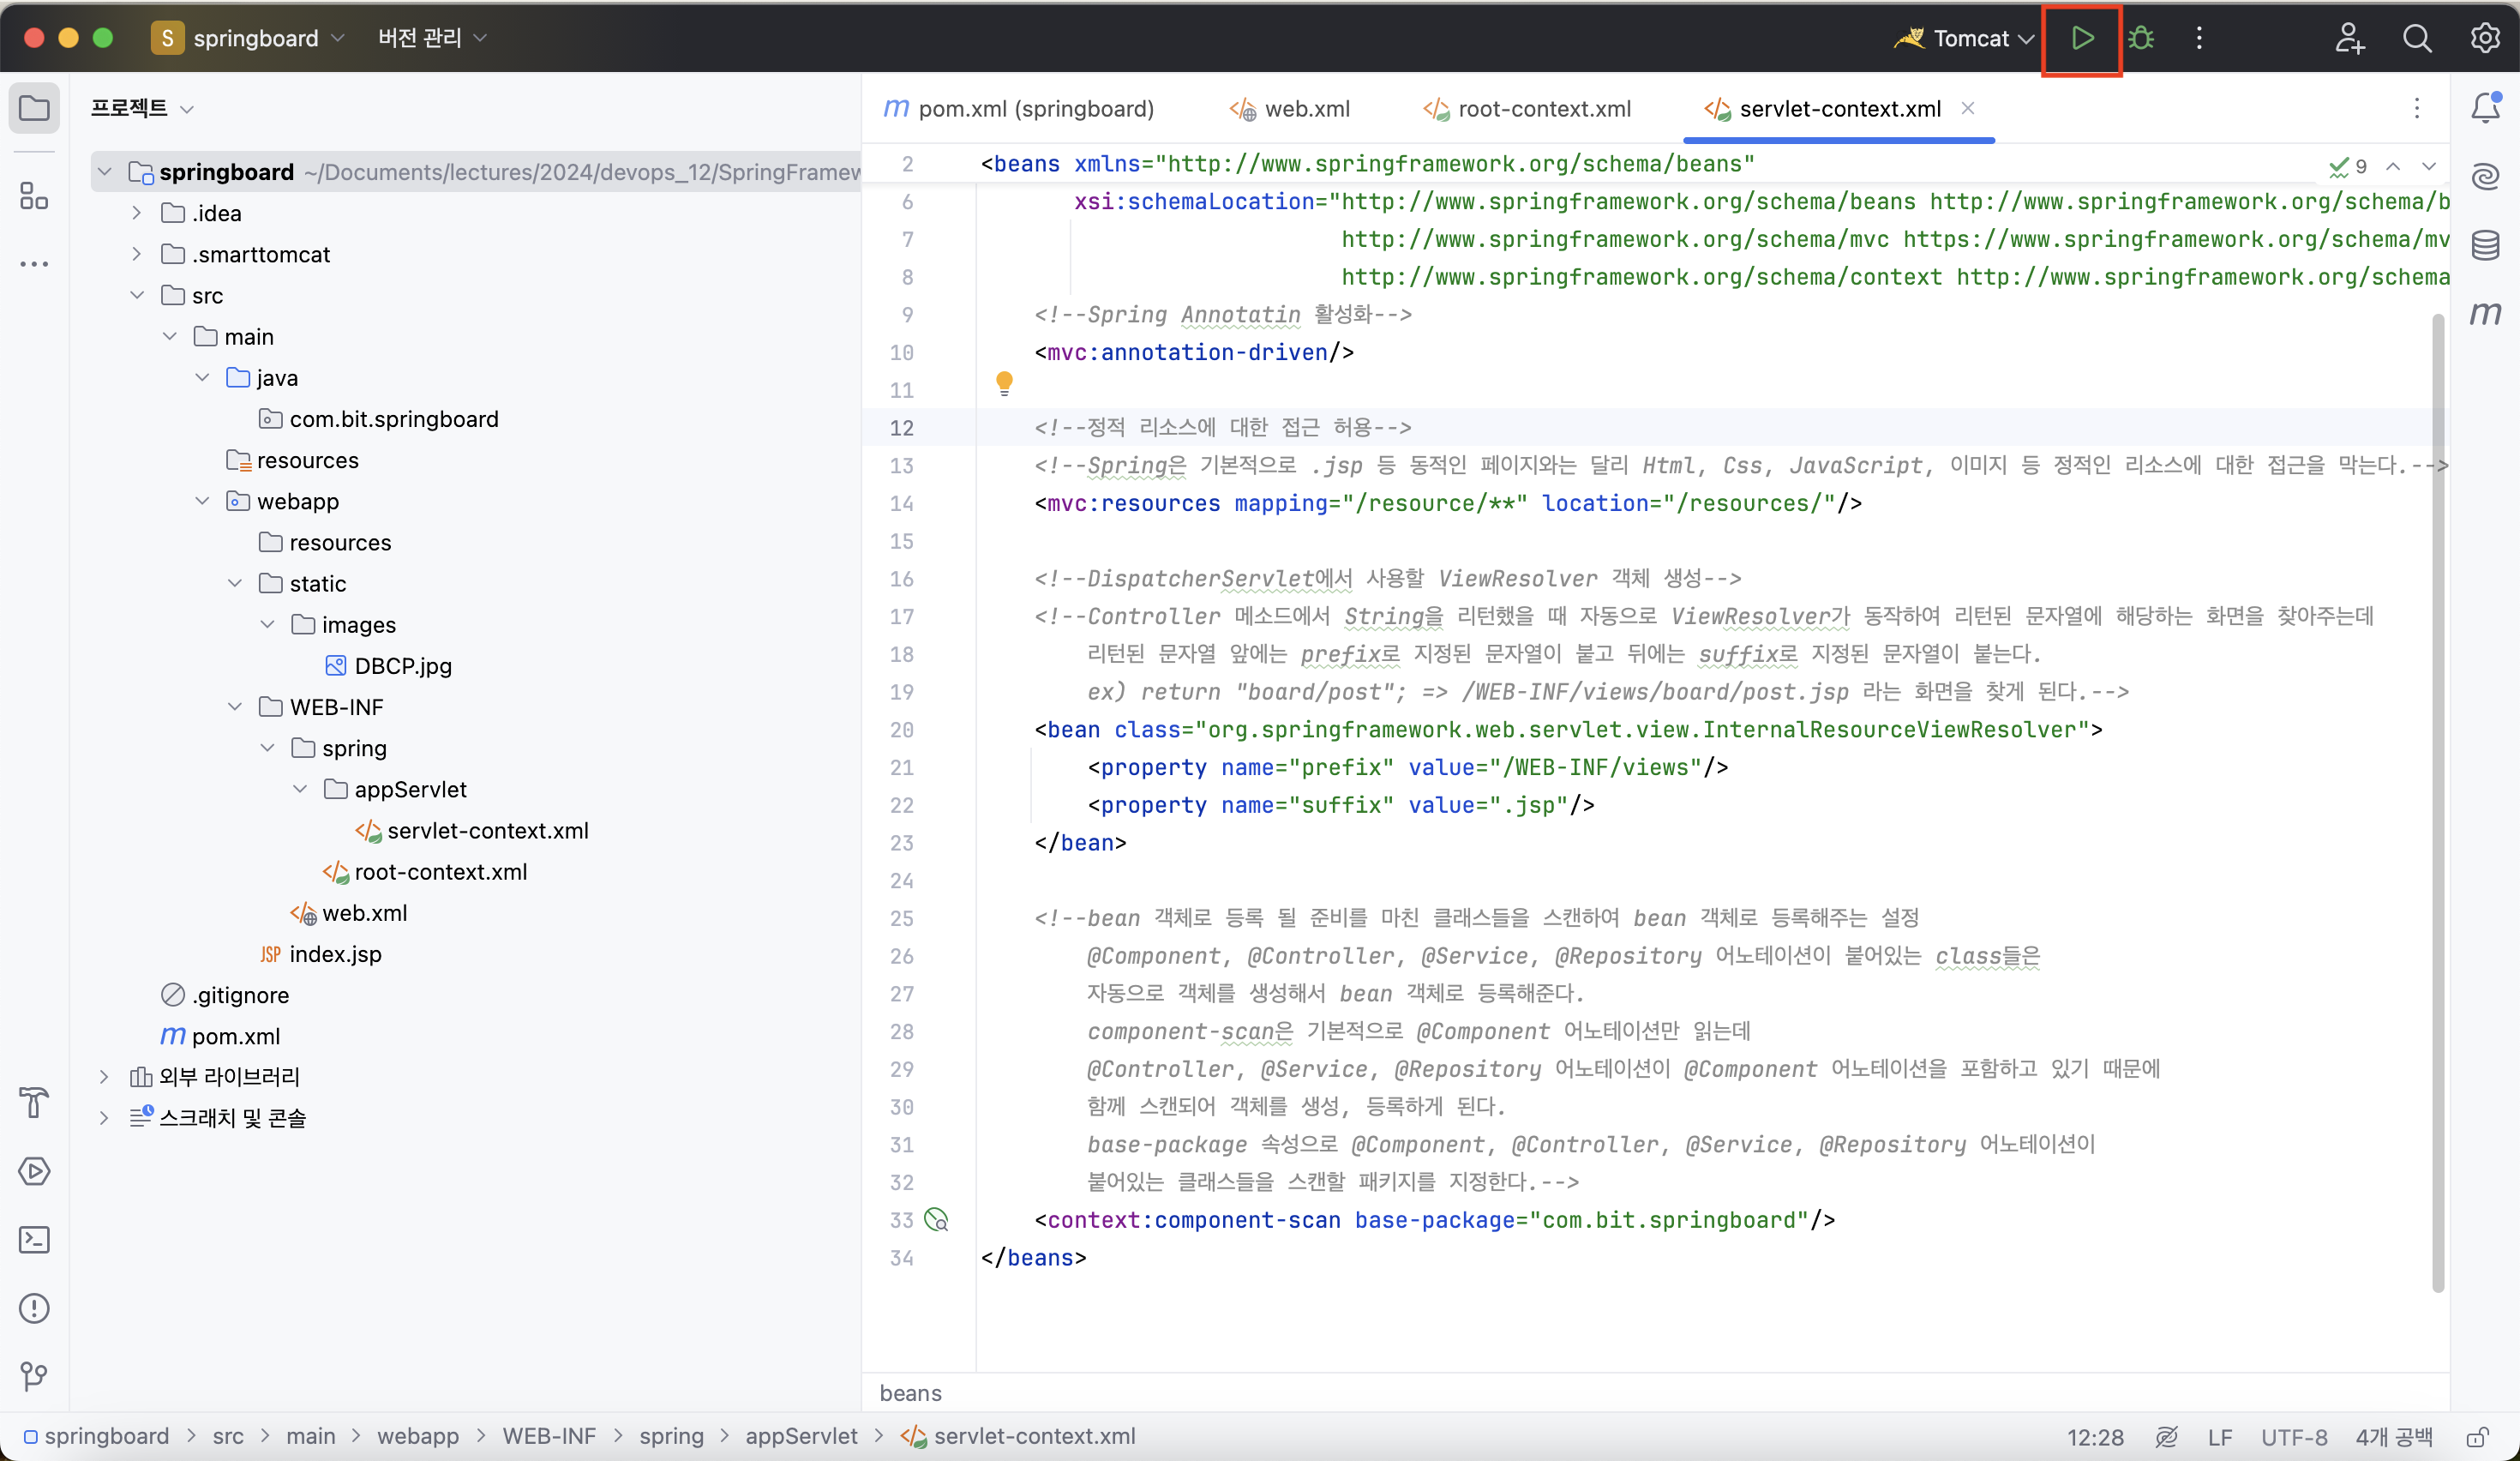 S springboard 버전 관리 Tomcat
프로젝트
springboard ~/Documents/lectures/2024/devops_12/SpringFramew
.idea
.smarttomcat
src
main
java
com.bit.springboard
resources
webapp
resources
static
images
DBCP.jpg
WEB-INF
spring
appServlet
servlet-context.xml
root-context.xml
web.xml
JSP index.jsp
.gitignore
m pom.xml
외부 라이브러리
스크래치 및 콘솔
m pom.xml (springboard) web.xml root-context.xml servlet-context.xml
9
m
2 <beans xmlns="http://www.springframework.org/schema/beans"
6 xsi:schemaLocation="http://www.springframework.org/schema/beans http://www.springframework.org/schema/b
7 http://www.springframework.org/schema/mvc https://www.springframework.org/schema/mv
8 http://www.springframework.org/schema/context http://www.springframework.org/schema
9 <!--Spring Annotatin 활성화-->
10 <mvc:annotation-driven/>
11
12 <!--정적 리소스에 대한 접근 허용-->
13 <!--Spring은 기본적으로 .jsp 등 동적인 페이지와는 달리 Html, Css, JavaScript, 이미지 등 정적인 리소스에 대한 접근을 막는다.-->
14 <mvc:resources mapping="/resource/**" location="/resources/"/>
15
16 <!--DispatcherServlet에서 사용할 ViewResolver 객체 생성-->
17 <!--Controller 메소드에서 String을 리턴했을 때 자동으로 ViewResolver가 동작하여 리턴된 문자열에 해당하는 화면을 찾아주는데
18 리턴된 문자열 앞에는 prefix로 지정된 문자열이 붙고 뒤에는 suffix로 지정된 문자열이 붙는다.
19 ex) return "board/post"; => /WEB-INF/views/board/post.jsp 라는 화면을 찾게 된다.-->
20 <bean class="org.springframework.web.servlet.view.InternalResourceViewResolver">
21 <property name="prefix" value="/WEB-INF/views"/>
22 <property name="suffix" value=".jsp"/>
23 </bean>
24
25 <!--bean 객체로 등록 될 준비를 마친 클래스들을 스캔하여 bean 객체로 등록해주는 설정
26 @Component, @Controller, @Service, @Repository 어노테이션이 붙어있는 class들은
27 자동으로 객체를 생성해서 bean 객체로 등록해준다.
28 component-scan은 기본적으로 @Component 어노테이션만 읽는데
29 @Controller, @Service, @Repository 어노테이션이 @Component 어노테이션을 포함하고 있기 때문에
30 함께 스캔되어 객체를 생성, 등록하게 된다.
31 base-package 속성으로 @Component, @Controller, @Service, @Repository 어노테이션이
32 붙어있는 클래스들을 스캔할 패키지를 지정한다.-->
33 <context:component-scan base-package="com.bit.springboard"/>
34 </beans>
beans
springboard > src > main > webapp > WEB-INF > spring > appServlet > servlet-context.xml 12:28 LF UTF-8 4개 공백